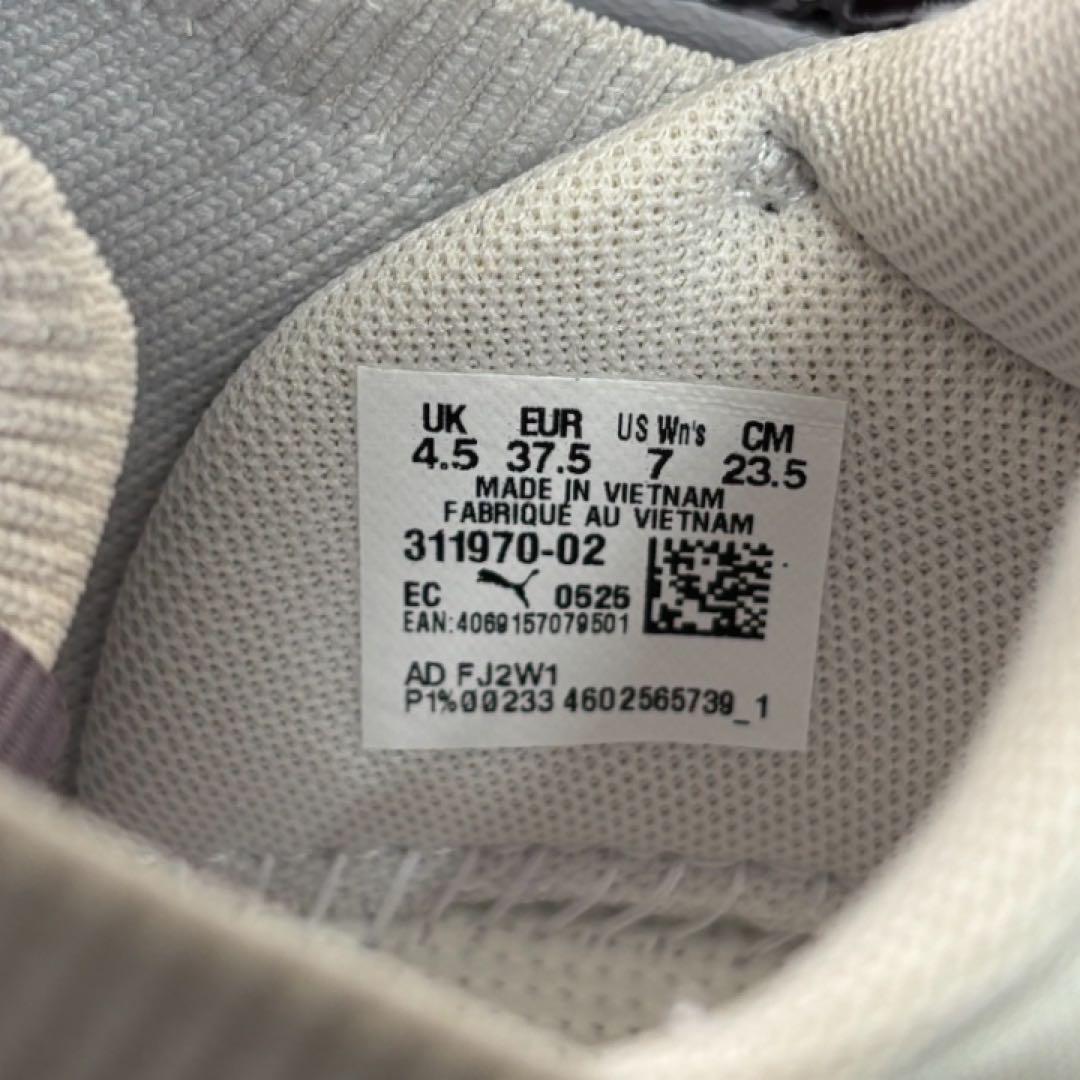 UK EUR US Wn's CM
4.5 37.5 7 23.5
MADE IN VIETNAM
FABRIQUÉ AU VIETNAM
311970-02
EC 0525
EAN:4069157079501
AD FJ2W1
P1%00233 4602565739_1